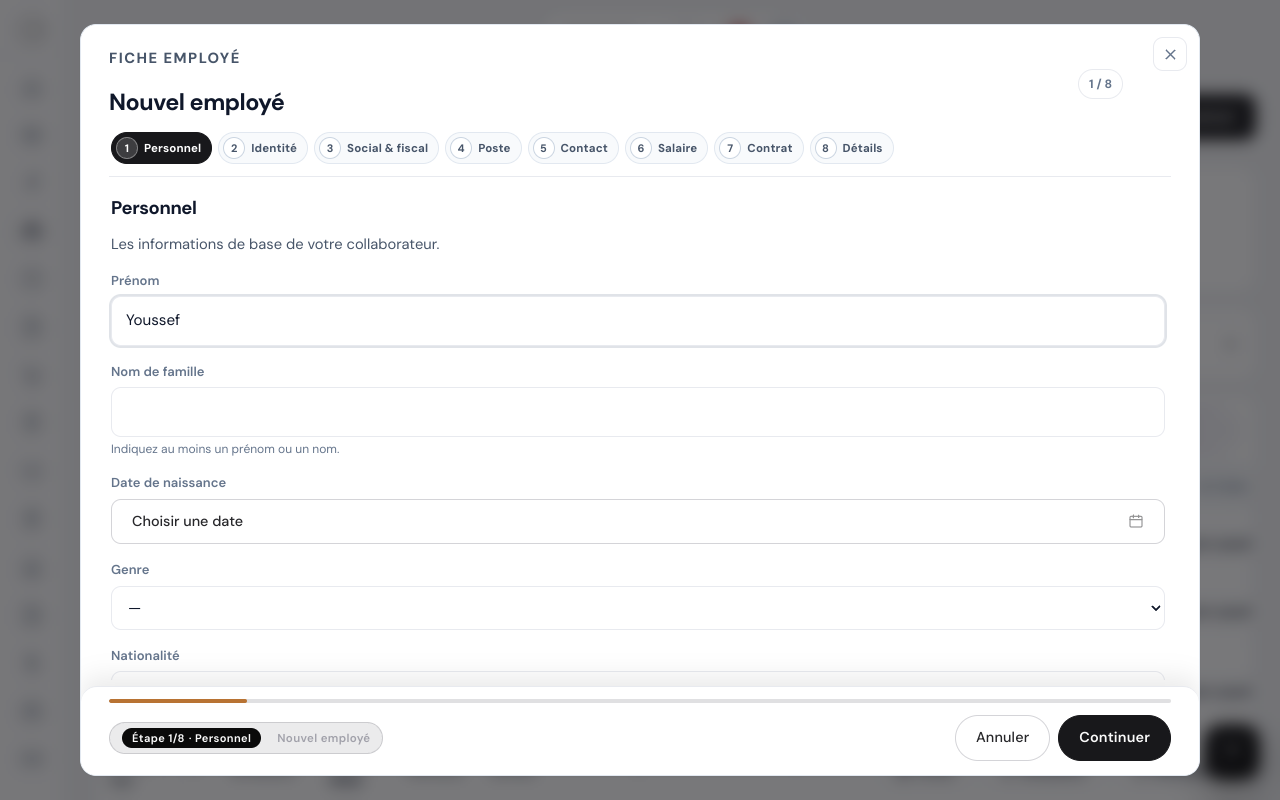 FICHE EMPLOYÉ
1 / 8
Nouvel employé
1 Personnel 2 Identité 3 Social & fiscal 4 Poste 5 Contact 6 Salaire 7 Contrat 8 Détails
Personnel
Les informations de base de votre collaborateur.
Prénom
Youssef
Nom de famille
Indiquez au moins un prénom ou un nom.
Date de naissance
Choisir une date
Genre
—
Nationalité
Étape 1/8 · Personnel Nouvel employé Annuler Continuer